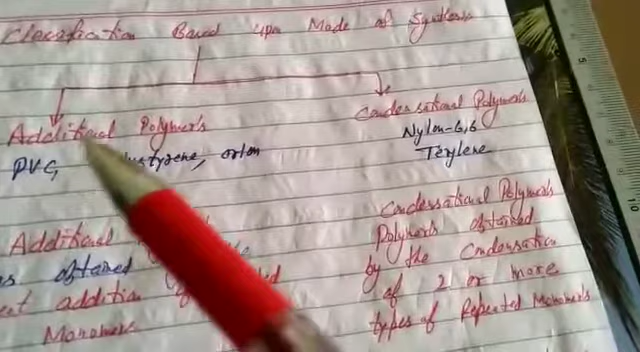 Classification Based upon Mode of Synthesis
Additional Polymers
Condensational Polymers
PVC, orlon
Nylon-6,6
Terylene
Additional
obtained
addition
Monomers
Condensational Polymers
Polymers obtained
by the Condensation
of 2 or more
types of Repeated Monomers